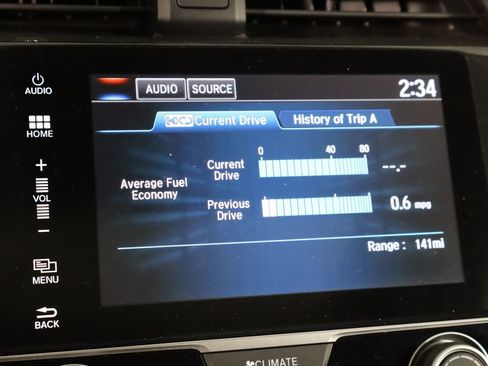 AUDIO
HOME
+
VOL
−
MENU
BACK
AUDIO SOURCE 2:34
Current Drive History of Trip A
0 40 80
Current
Drive --.-
Average Fuel
Economy
Previous
Drive 0.6 mpg
Range : 141mi
CLIMATE